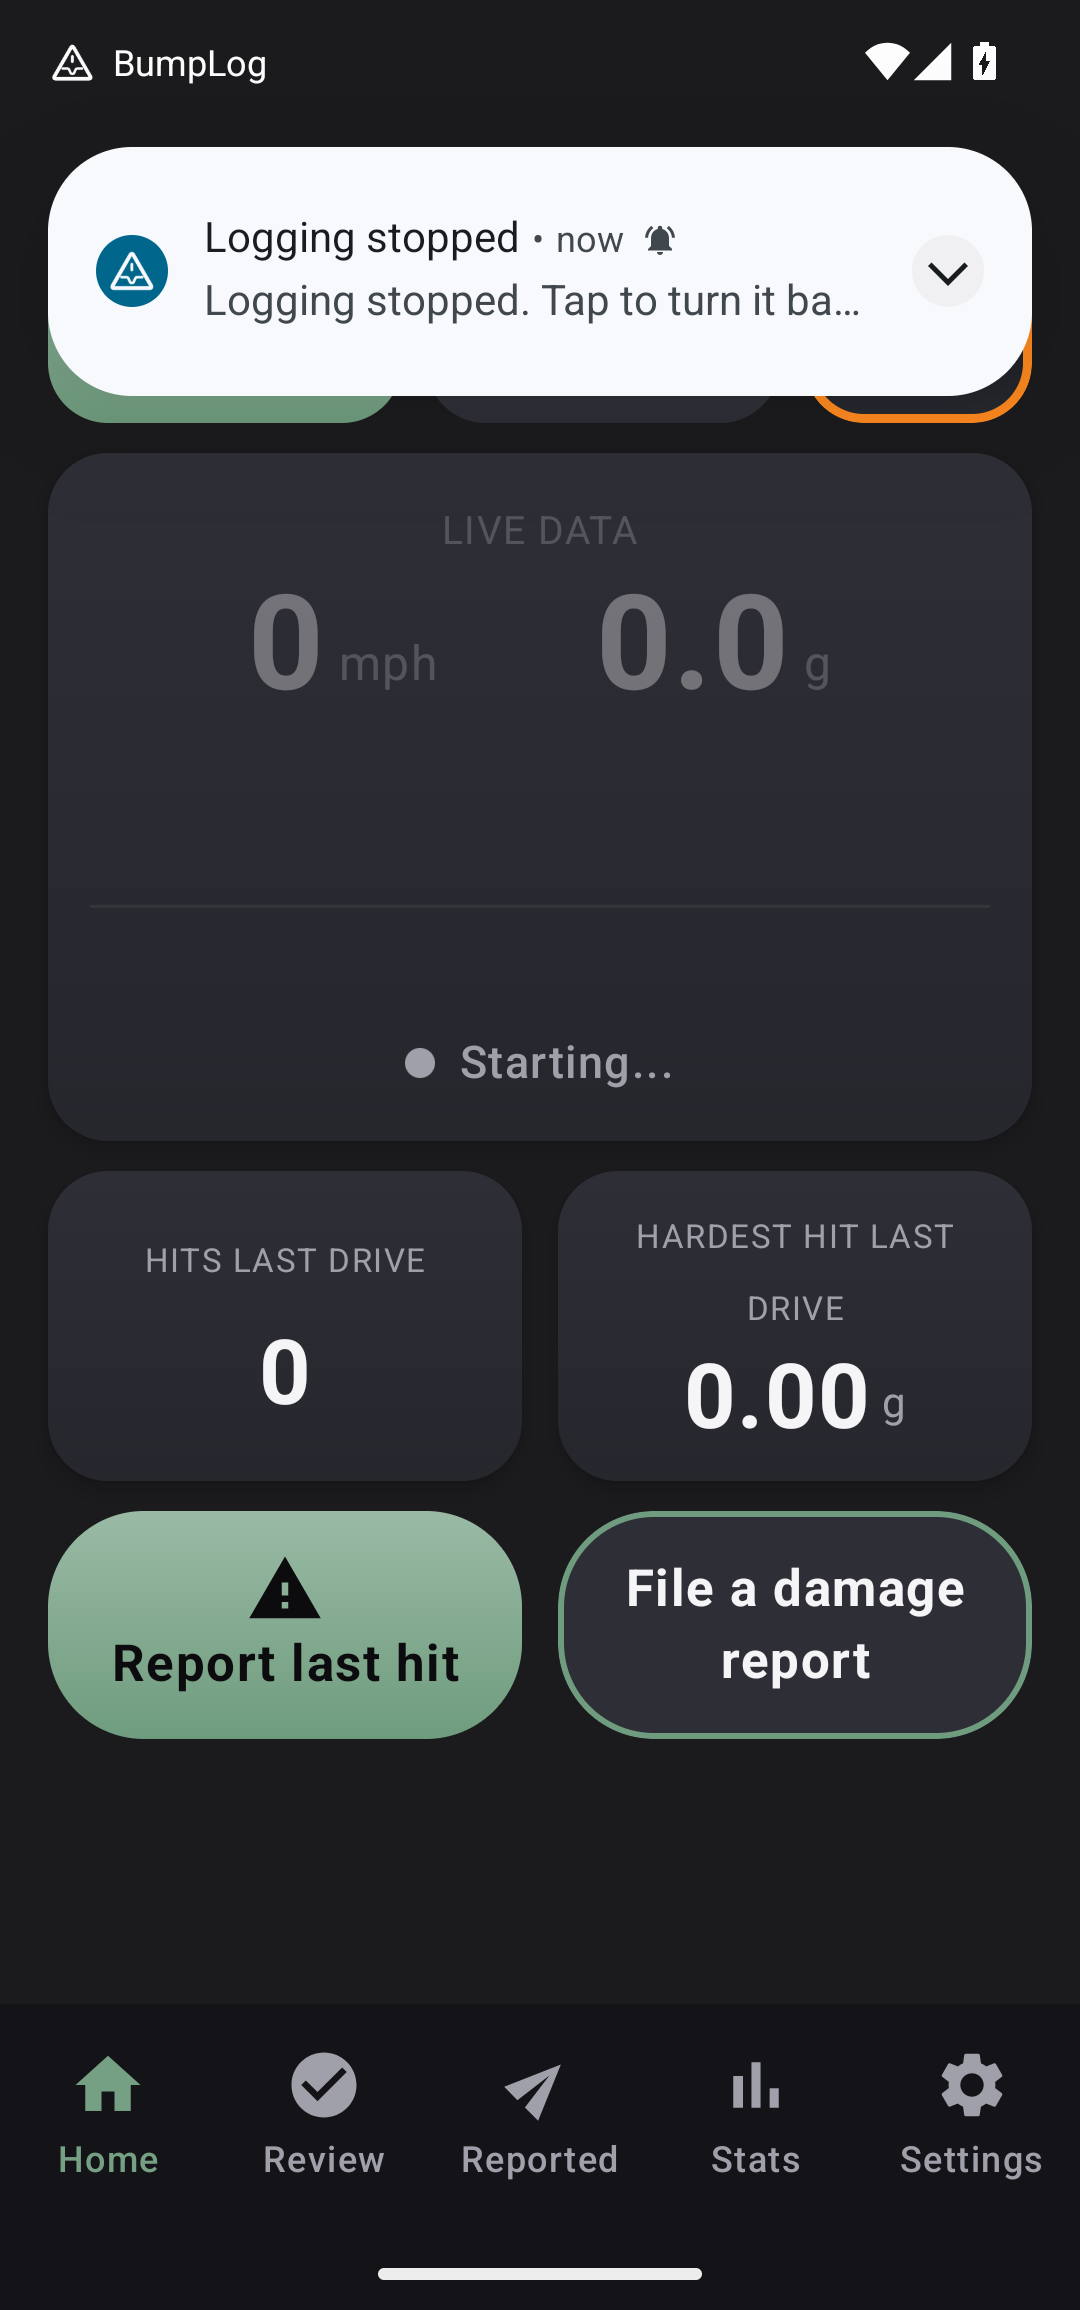 BumpLog
Logging stopped • now
Logging stopped. Tap to turn it ba...
LIVE DATA
0 mph 0.0 g
Starting...
HITS LAST DRIVE
0
HARDEST HIT LAST
DRIVE
0.00 g
Report last hit
File a damage
report
Home Review Reported Stats Settings